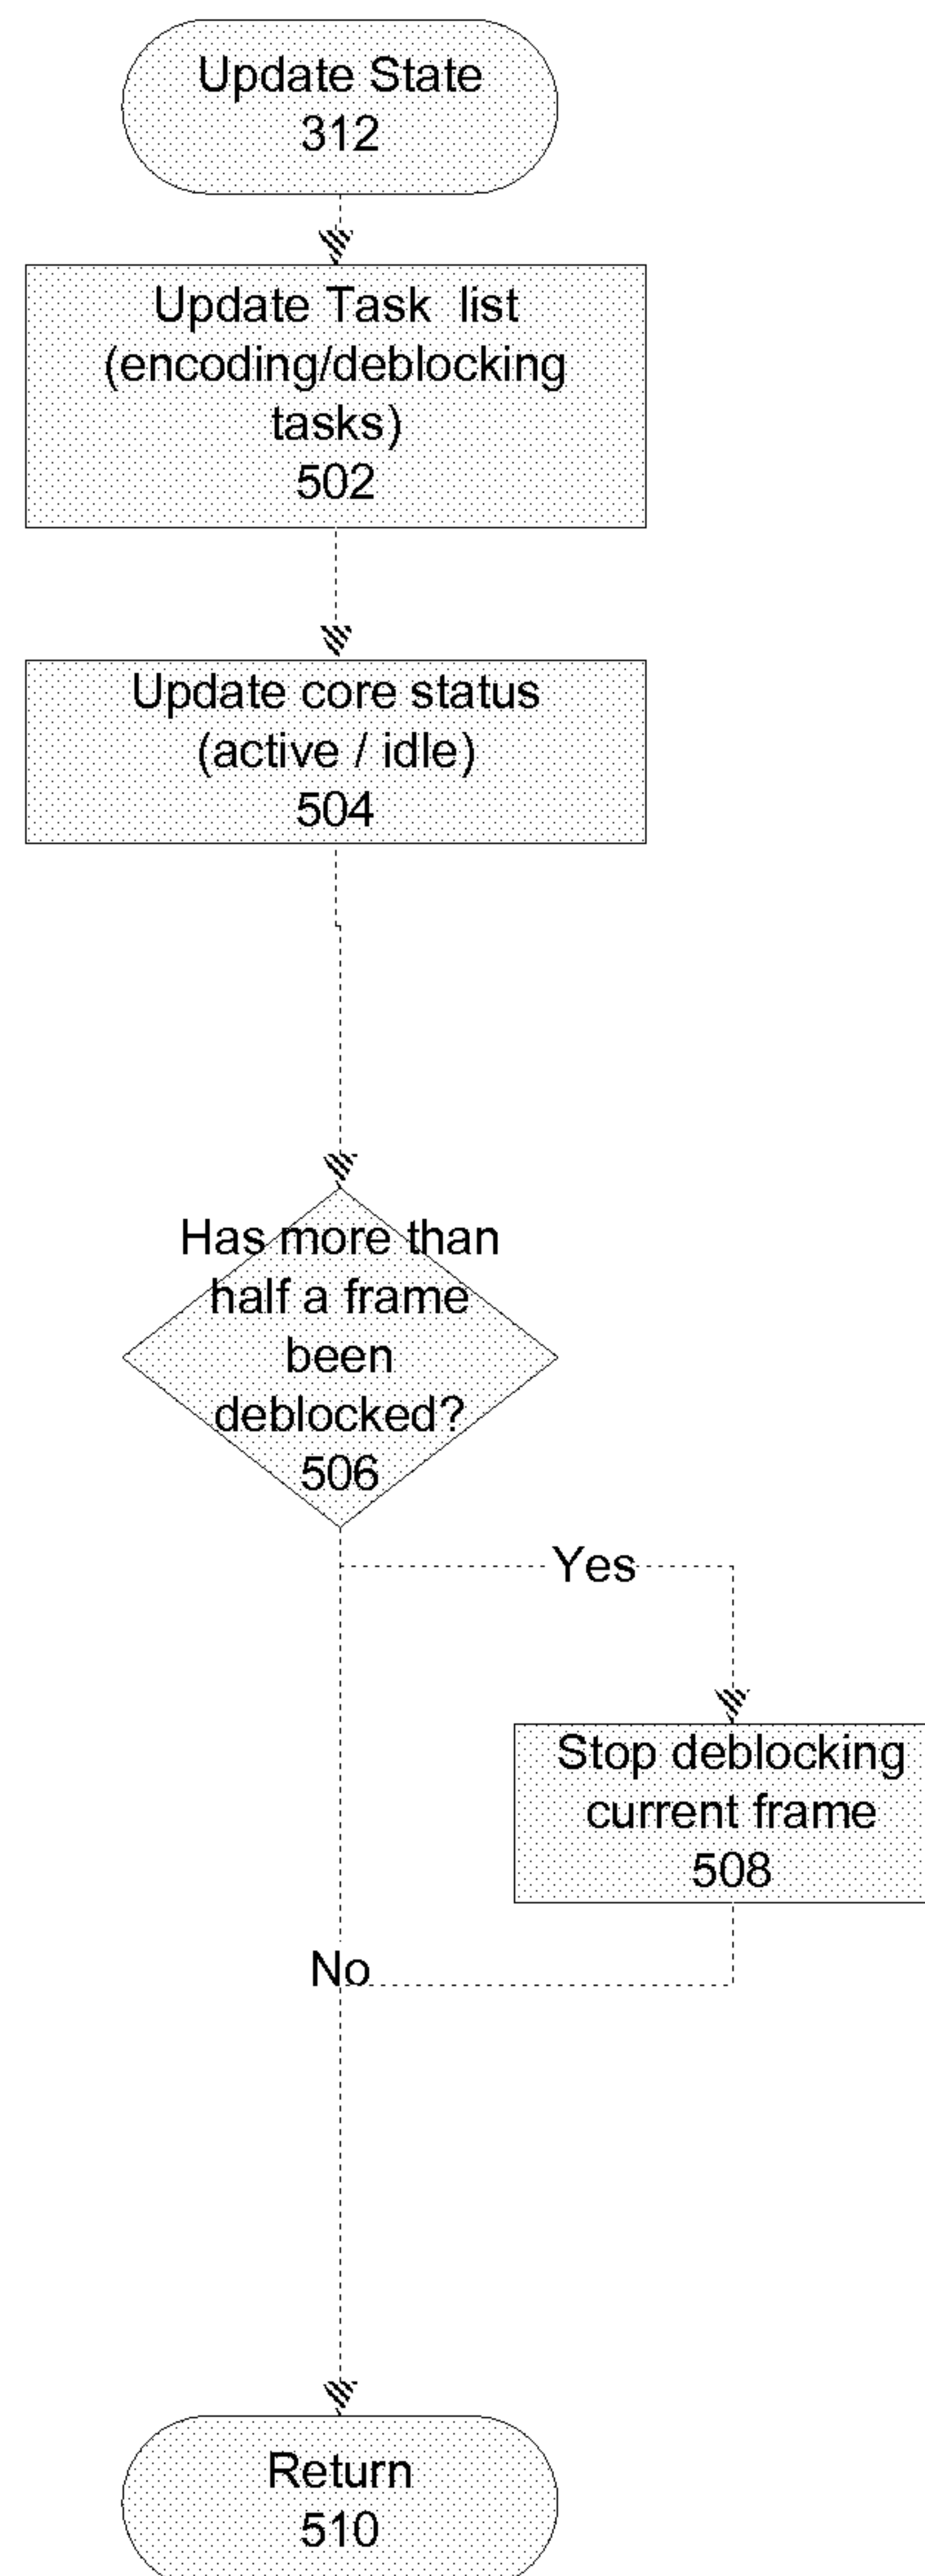 Update State
312
Update Task list
(encoding/deblocking
tasks)
502
Update core status
(active / idle)
504
Has more than
half a frame
been
deblocked?
506
Yes
Stop deblocking
current frame
508
No
Return
510